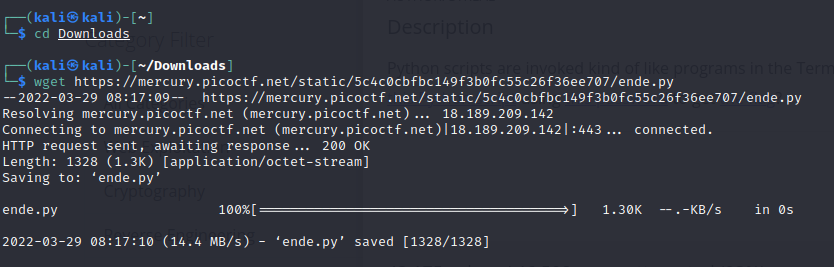 ┌──(kali㉿kali)-[~]
└─$ cd Downloads
┌──(kali㉿kali)-[~/Downloads]
└─$ wget https://mercury.picoctf.net/static/5c4c0cbfbc149f3b0fc55c26f36ee707/ende.py
--2022-03-29 08:17:09--  https://mercury.picoctf.net/static/5c4c0cbfbc149f3b0fc55c26f36ee707/ende.py
Resolving mercury.picoctf.net (mercury.picoctf.net)... 18.189.209.142
Connecting to mercury.picoctf.net (mercury.picoctf.net)|18.189.209.142|:443... connected.
HTTP request sent, awaiting response... 200 OK
Length: 1328 (1.3K) [application/octet-stream]
Saving to: ‘ende.py’
ende.py 100%[===================================>] 1.30K --.-KB/s in 0s
2022-03-29 08:17:10 (14.4 MB/s) - ‘ende.py’ saved [1328/1328]
Description
Category Filter
Python scripts are invoked kind of like programs in the Term
Cryptography